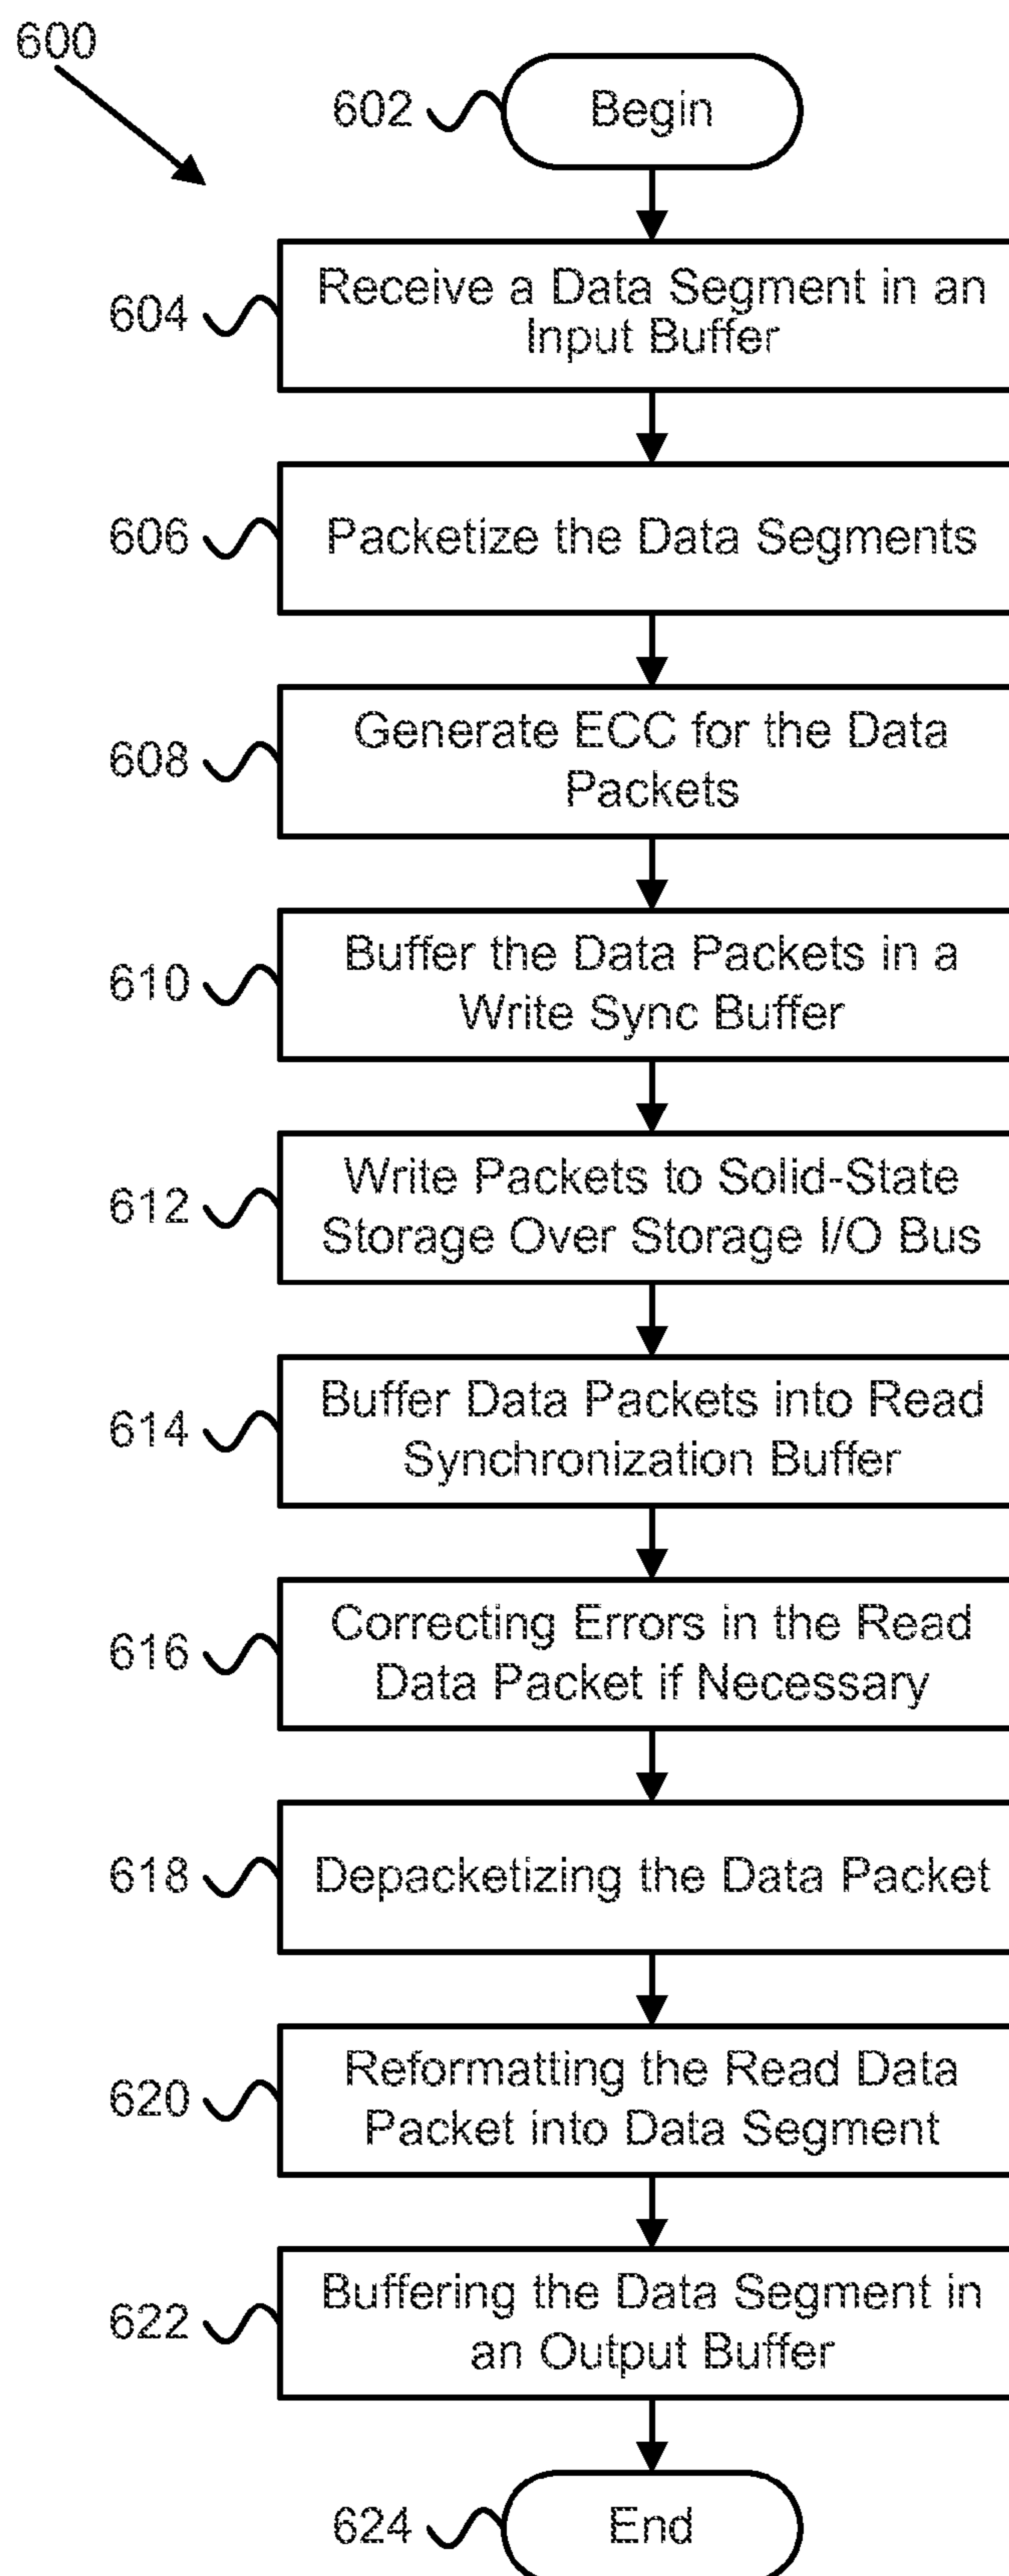 600
602
Begin
604
Receive a Data Segment in an
Input Buffer
606
Packetize the Data Segments
608
Generate ECC for the Data
Packets
610
Buffer the Data Packets in a
Write Sync Buffer
612
Write Packets to Solid-State
Storage Over Storage I/O Bus
614
Buffer Data Packets into Read
Synchronization Buffer
616
Correcting Errors in the Read
Data Packet if Necessary
618
Depacketizing the Data Packet
620
Reformatting the Read Data
Packet into Data Segment
622
Buffering the Data Segment in
an Output Buffer
624
End